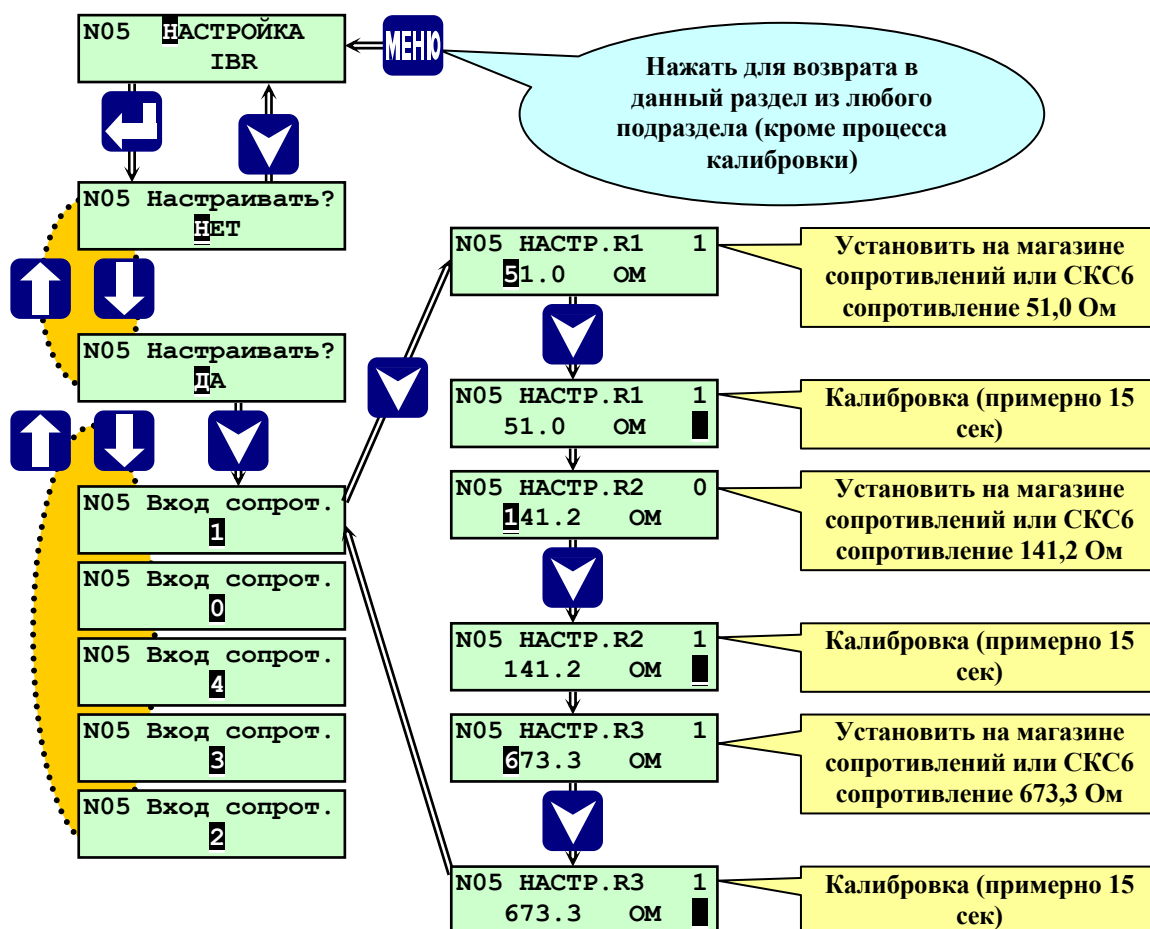 N05 НАСТРОЙКА
IBR
МЕНЮ
Нажать для возврата в
данный раздел из любого
подраздела (кроме процесса
калибровки)
N05 Настраивать?
НЕТ
N05 Настраивать?
ДА
N05 Вход сопрот.
1
N05 Вход сопрот.
0
N05 Вход сопрот.
4
N05 Вход сопрот.
3
N05 Вход сопрот.
2
N05 НАСТР.R1 1
51.0 ОМ
Установить на магазине
сопротивлений или СКС6
сопротивление 51,0 Ом
N05 НАСТР.R1 1
51.0 ОМ
Калибровка (примерно 15
сек)
N05 НАСТР.R2 0
141.2 ОМ
Установить на магазине
сопротивлений или СКС6
сопротивление 141,2 Ом
N05 НАСТР.R2 1
141.2 ОМ
Калибровка (примерно 15
сек)
N05 НАСТР.R3 1
673.3 ОМ
Установить на магазине
сопротивлений или СКС6
сопротивление 673,3 Ом
N05 НАСТР.R3 1
673.3 ОМ
Калибровка (примерно 15
сек)